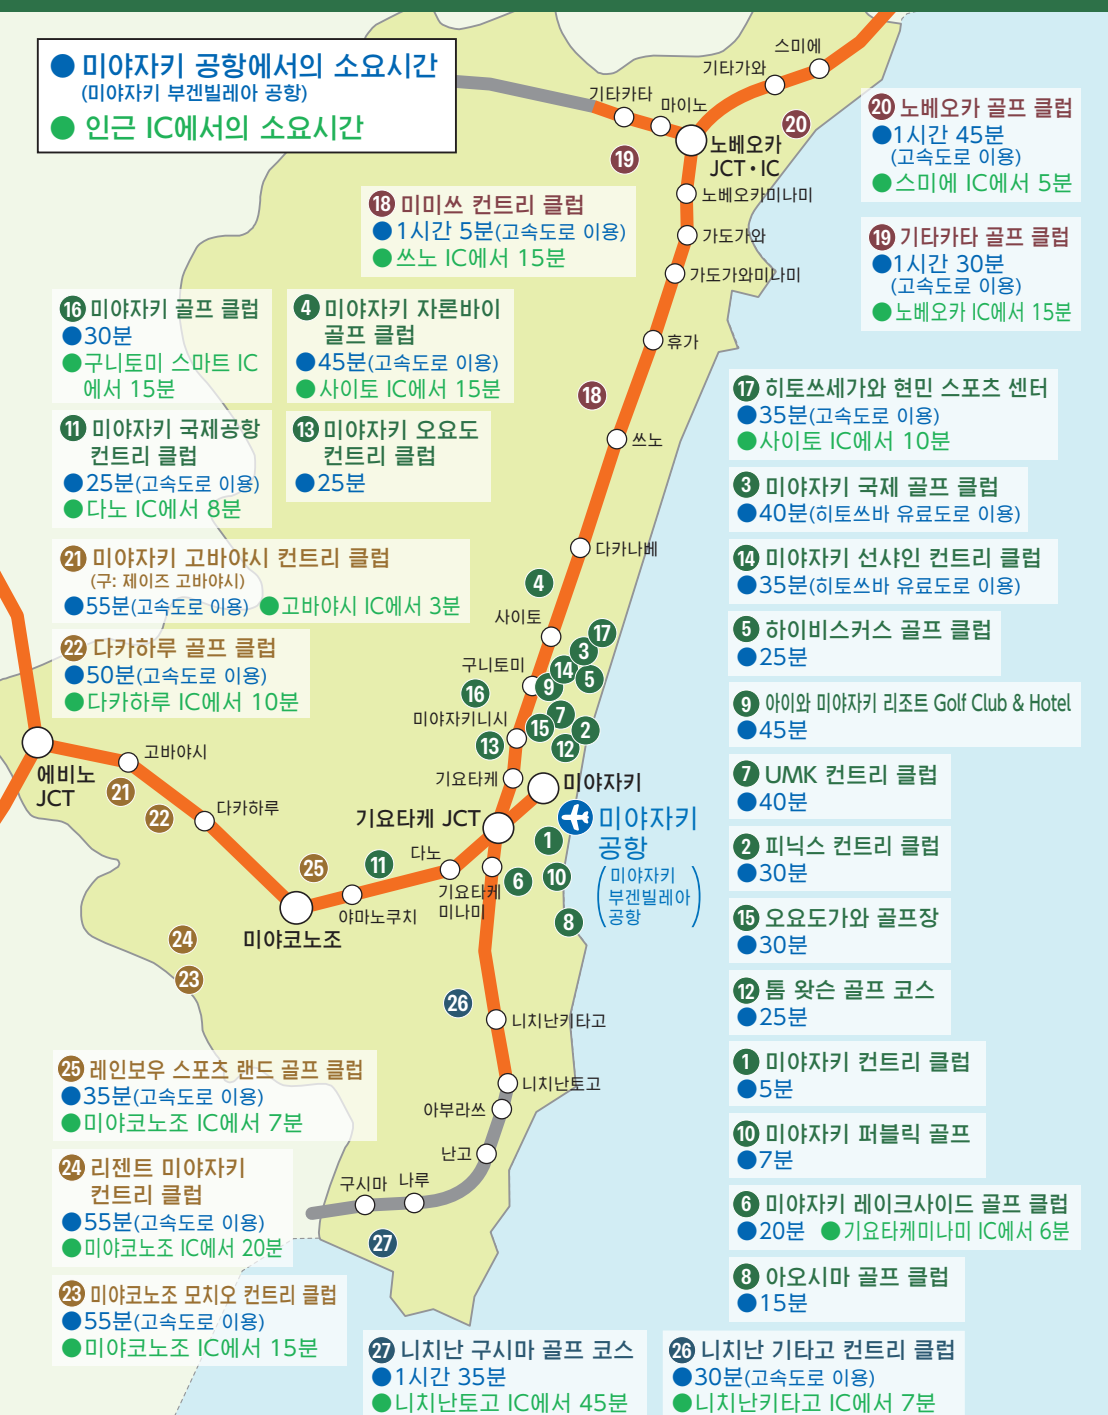 ● 미야자키 공항에서의 소요시간
(미야자키 부겐빌레아 공항)
● 인근 IC에서의 소요시간
스미에
기타가와
기타카타
마이노
노베오카
JCT・IC
노베오카미나미
가도가와
가도가와미나미
휴가
쓰노
다카나베
사이토
구니토미
미야자키니시
기요타케
미야자키
기요타케 JCT
미야자키
공항
(미야자키
부겐빌레아
공항)
다노
기요타케
미나미
야마노쿠치
미야코노조
다카하루
고바야시
에비노
JCT
니치난키타고
니치난토고
아부라쓰
난고
나루
구시마
20
19
18
4
17
3
14
5
9
16
7
15
2
12
13
1
10
6
8
11
25
21
22
24
23
26
27
20 노베오카 골프 클럽
●1시간 45분
(고속도로 이용)
●스미에 IC에서 5분
19 기타카타 골프 클럽
●1시간 30분
(고속도로 이용)
●노베오카 IC에서 15분
18 미미쓰 컨트리 클럽
●1시간 5분(고속도로 이용)
●쓰노 IC에서 15분
16 미야자키 골프 클럽
●30분
●구니토미 스마트 IC
에서 15분
4 미야자키 자론바이
골프 클럽
●45분(고속도로 이용)
●사이토 IC에서 15분
11 미야자키 국제공항
컨트리 클럽
●25분(고속도로 이용)
●다노 IC에서 8분
13 미야자키 오요도
컨트리 클럽
●25분
21 미야자키 고바야시 컨트리 클럽
(구: 제이즈 고바야시)
●55분(고속도로 이용) ●고바야시 IC에서 3분
22 다카하루 골프 클럽
●50분(고속도로 이용)
●다카하루 IC에서 10분
17 히토쓰세가와 현민 스포츠 센터
●35분(고속도로 이용)
●사이토 IC에서 10분
3 미야자키 국제 골프 클럽
●40분(히토쓰바 유료도로 이용)
14 미야자키 선샤인 컨트리 클럽
●35분(히토쓰바 유료도로 이용)
5 하이비스커스 골프 클럽
●25분
9 아이와 미야자키 리조트 Golf Club & Hotel
●45분
7 UMK 컨트리 클럽
●40분
2 피닉스 컨트리 클럽
●30분
15 오요도가와 골프장
●30분
12 톰 왓슨 골프 코스
●25분
1 미야자키 컨트리 클럽
●5분
10 미야자키 퍼블릭 골프
●7분
6 미야자키 레이크사이드 골프 클럽
●20분 ●기요타케미나미 IC에서 6분
8 아오시마 골프 클럽
●15분
25 레인보우 스포츠 랜드 골프 클럽
●35분(고속도로 이용)
●미야코노조 IC에서 7분
24 리젠트 미야자키
컨트리 클럽
●55분(고속도로 이용)
●미야코노조 IC에서 20분
23 미야코노조 모치오 컨트리 클럽
●55분(고속도로 이용)
●미야코노조 IC에서 15분
27 니치난 구시마 골프 코스
●1시간 35분
●니치난토고 IC에서 45분
26 니치난 기타고 컨트리 클럽
●30분(고속도로 이용)
●니치난키타고 IC에서 7분